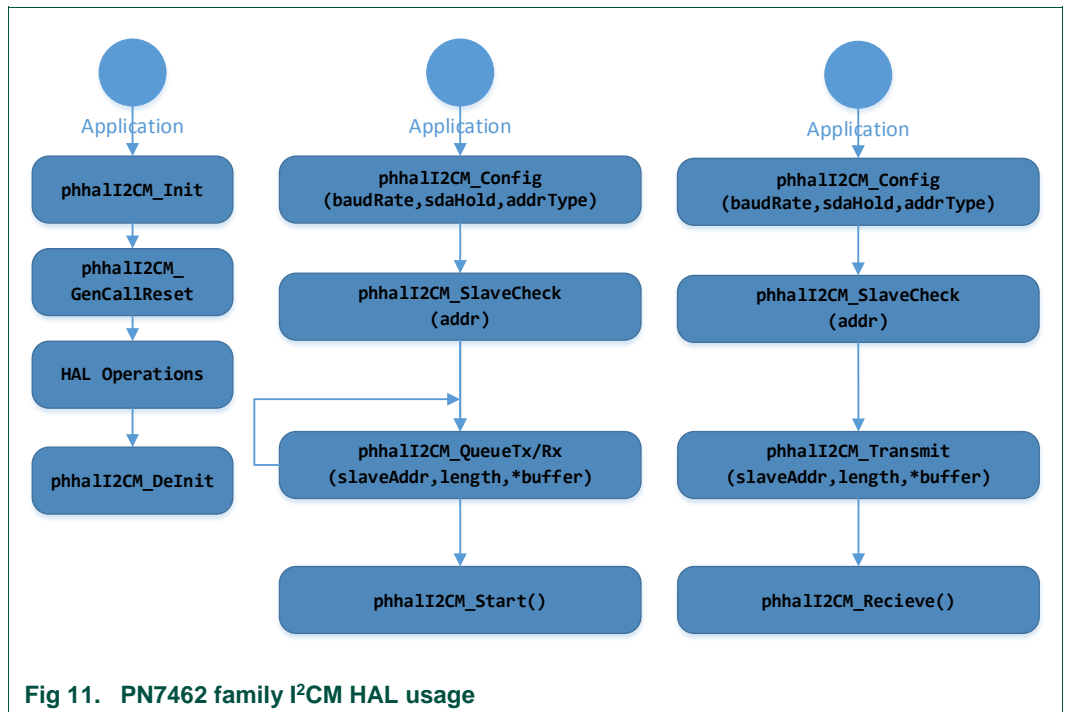 Application
phhalI2CM_Init
phhalI2CM_
GenCallReset
HAL Operations
phhalI2CM_DeInit
Application
phhalI2CM_Config
(baudRate,sdaHold,addrType)
phhalI2CM_SlaveCheck
(addr)
phhalI2CM_QueueTx/Rx
(slaveAddr,length,*buffer)
phhalI2CM_Start()
Application
phhalI2CM_Config
(baudRate,sdaHold,addrType)
phhalI2CM_SlaveCheck
(addr)
phhalI2CM_Transmit
(slaveAddr,length,*buffer)
phhalI2CM_Recieve()
Fig 11. PN7462 family I²CM HAL usage